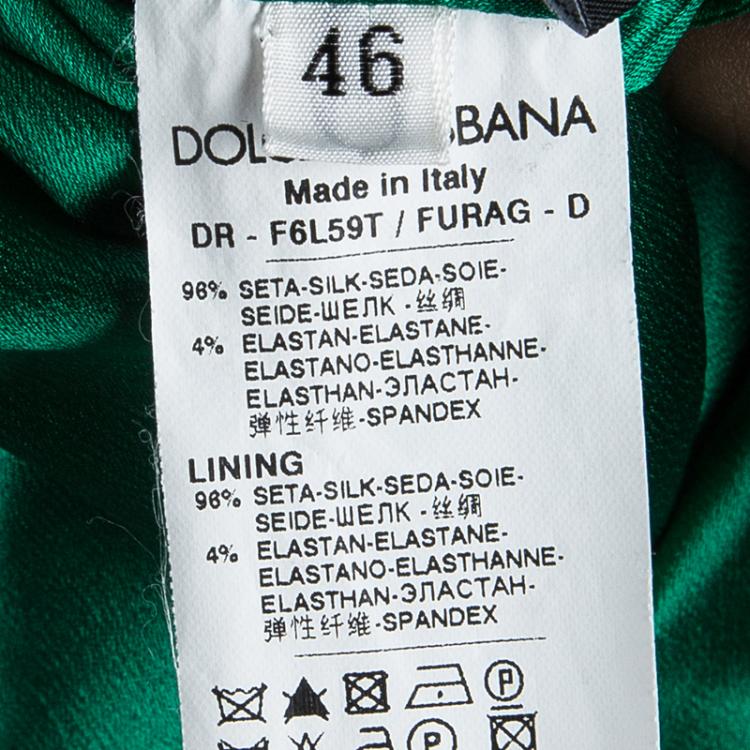 46
DOL BBANA
Made in Italy
DR - F6L59T / FURAG - D
96% SETA-SILK-SEDA-SOIE-
SEIDE-ШЕЛК - 丝绸
4% ELASTAN-ELASTANE-
ELASTANO-ELASTHANNE-
ELASTHAN-ЭЛАСТАН-
弹性纤维-SPANDEX
LINING
96% SETA-SILK-SEDA-SOIE-
SEIDE-ШЕЛК - 丝绸
4% ELASTAN-ELASTANE-
ELASTANO-ELASTHANNE-
ELASTHAN-ЭЛАСТАН-
弹性纤维-SPANDEX
P
P